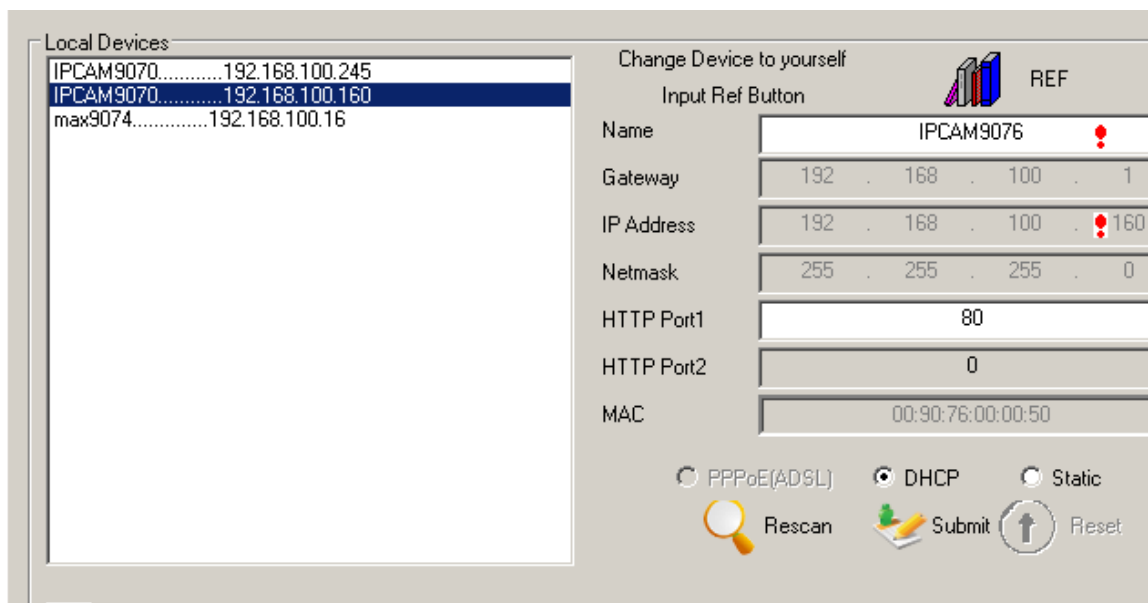 Local Devices
IPCAM9070............192.168.100.245
IPCAM9070............192.168.100.160
max9074..............192.168.100.16
Change Device to yourself
Input Ref Button
REF
Name IPCAM9076
Gateway 192 . 168 . 100 . 1
IP Address 192 . 168 . 100 . 160
Netmask 255 . 255 . 255 . 0
HTTP Port1 80
HTTP Port2 0
MAC 00:90:76:00:00:50
PPPoE(ADSL) DHCP Static
Rescan Submit Reset